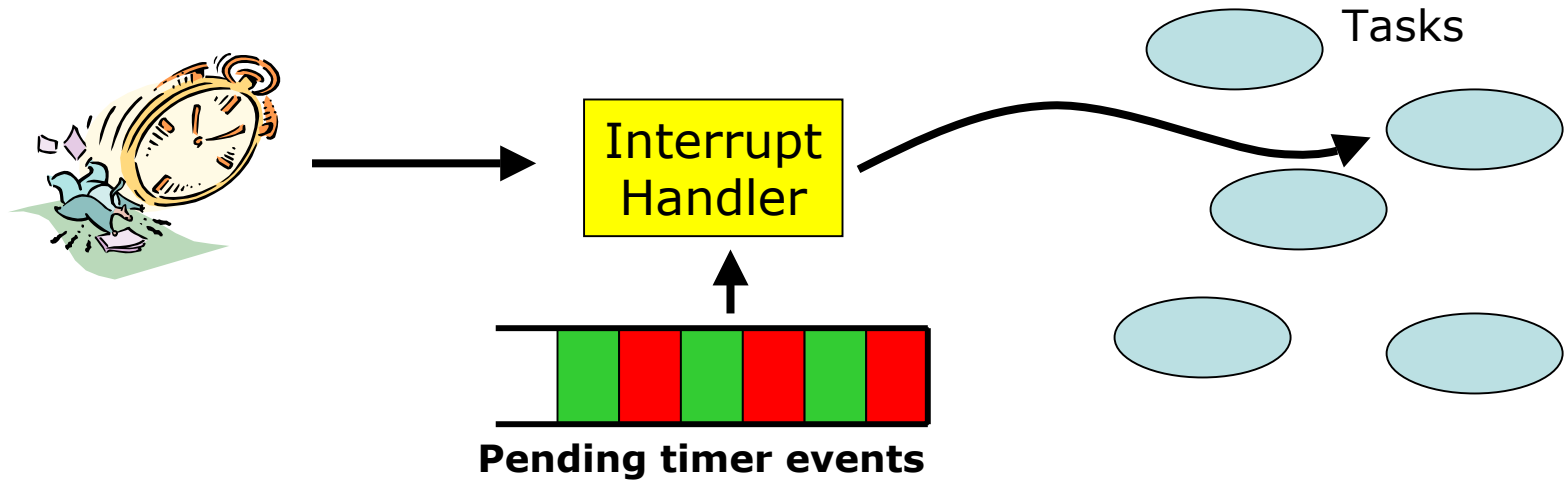 Tasks
Interrupt
Handler
Pending timer events